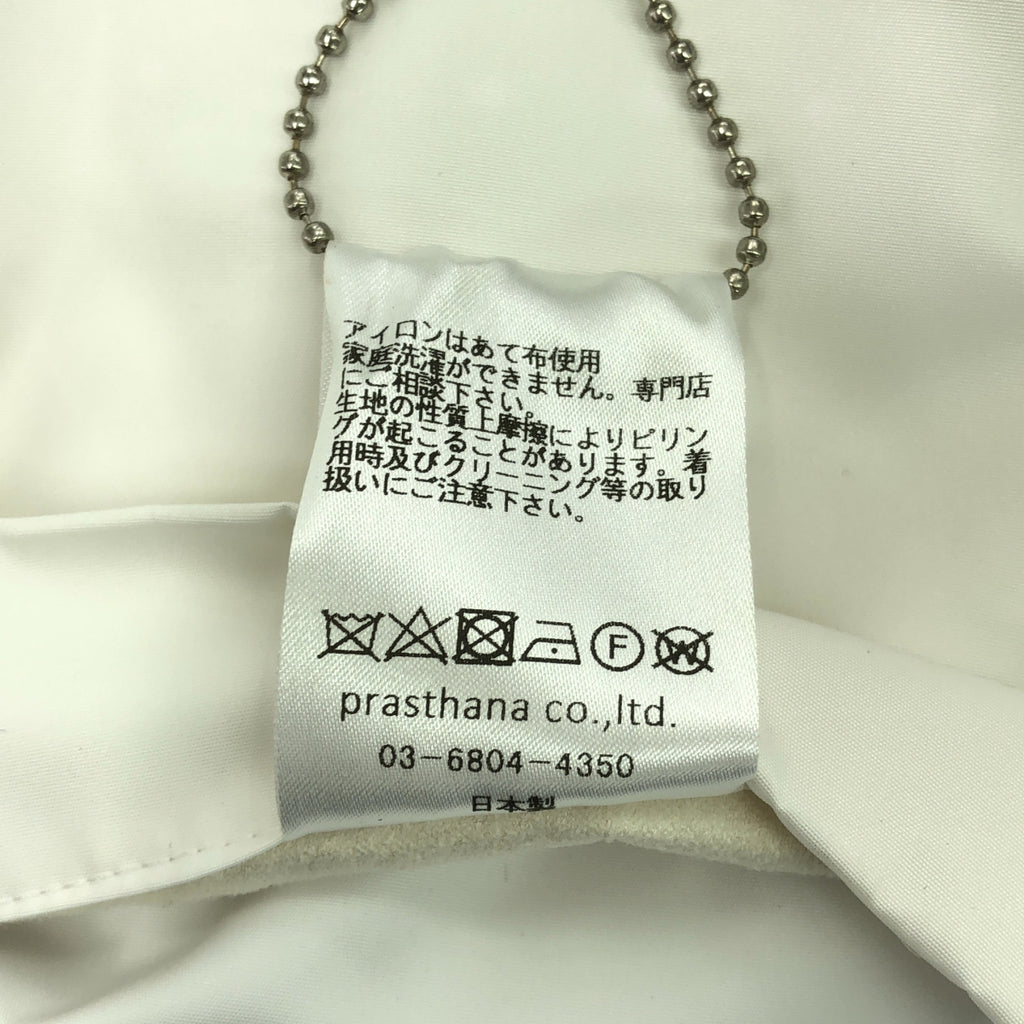 アイロンはあて布使用
家庭洗濯ができません。専門店
にご相談下さい。
生地の性質上摩擦によりピリン
グが起こることがあります。着
用時及びクリーニング等の取り
扱いにご注意下さい。
F W
prasthana co.,ltd.
03-6804-4350
日本製